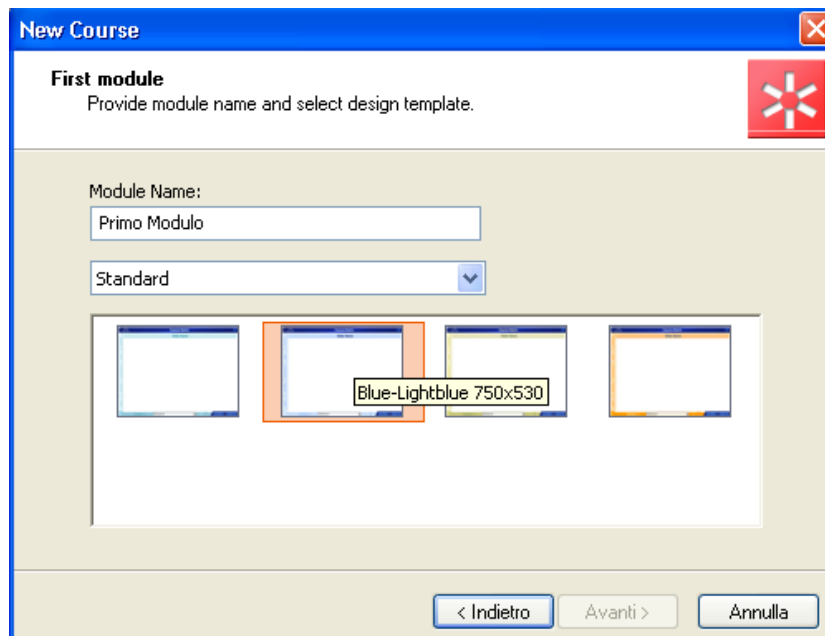 New Course
First module
Provide module name and select design template.
Module Name:
Primo Modulo
Standard
Blue-Lightblue 750x530
< Indietro
Avanti >
Annulla